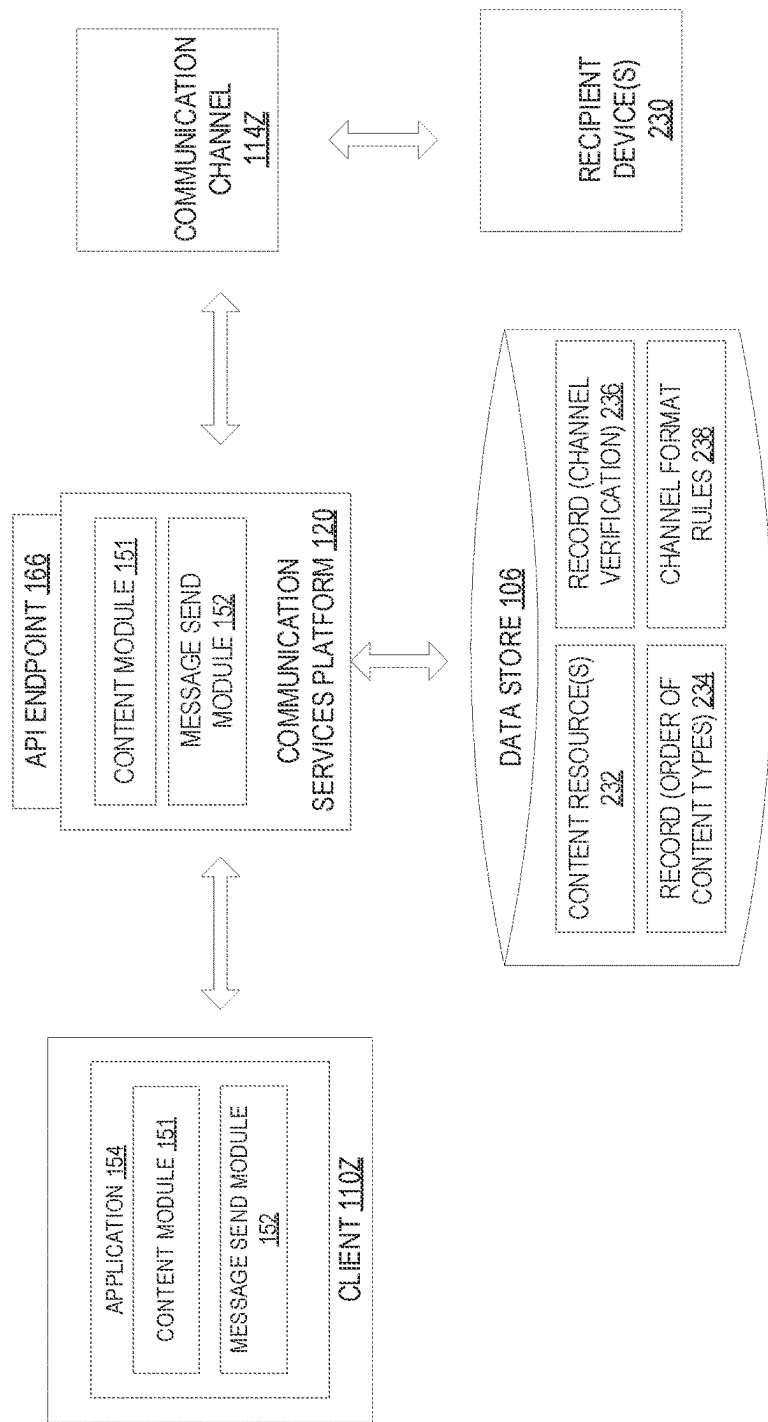 APPLICATION 154
CONTENT MODULE 151
MESSAGE SEND MODULE
152
CLIENT 110Z
API ENDPOINT 166
CONTENT MODULE 151
MESSAGE SEND
MODULE 152
COMMUNICATION
SERVICES PLATFORM 120
COMMUNICATION
CHANNEL
114Z
DATA STORE 106
CONTENT RESOURCE(S)
232
RECORD (CHANNEL
VERIFICATION) 236
RECORD (ORDER OF
CONTENT TYPES) 234
CHANNEL FORMAT
RULES 238
RECIPIENT
DEVICE(S)
230